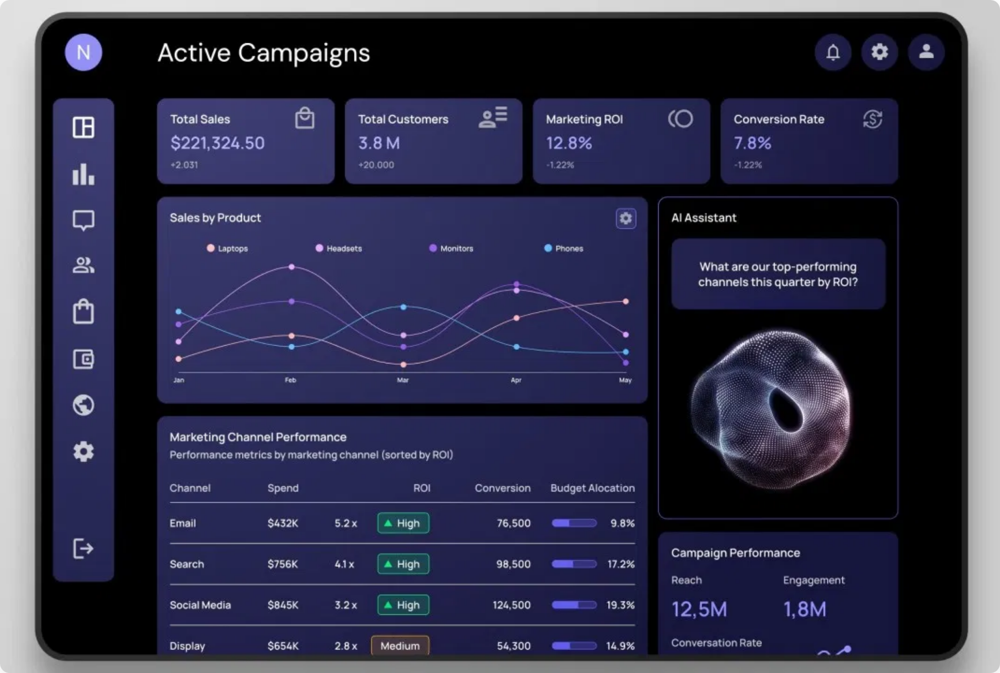 N
Active Campaigns
Total Sales
$221,324.50
+2.031
Total Customers
3.8 M
+20.000
Marketing ROI
12.8%
-1.22%
Conversion Rate
7.8%
-1.22%
Sales by Product
Laptops Headsets Monitors Phones
Jan Feb Mar Apr May
AI Assistant
What are our top-performing
channels this quarter by ROI?
Marketing Channel Performance
Performance metrics by marketing channel (sorted by ROI)
Channel Spend ROI Conversion Budget Alocation
Email $432K 5.2 x High 76,500 9.8%
Search $756K 4.1 x High 98,500 17.2%
Social Media $845K 3.2 x High 124,500 19.3%
Display $654K 2.8 x Medium 54,300 14.9%
Campaign Performance
Reach Engagement
12,5M 1,8M
Conversation Rate